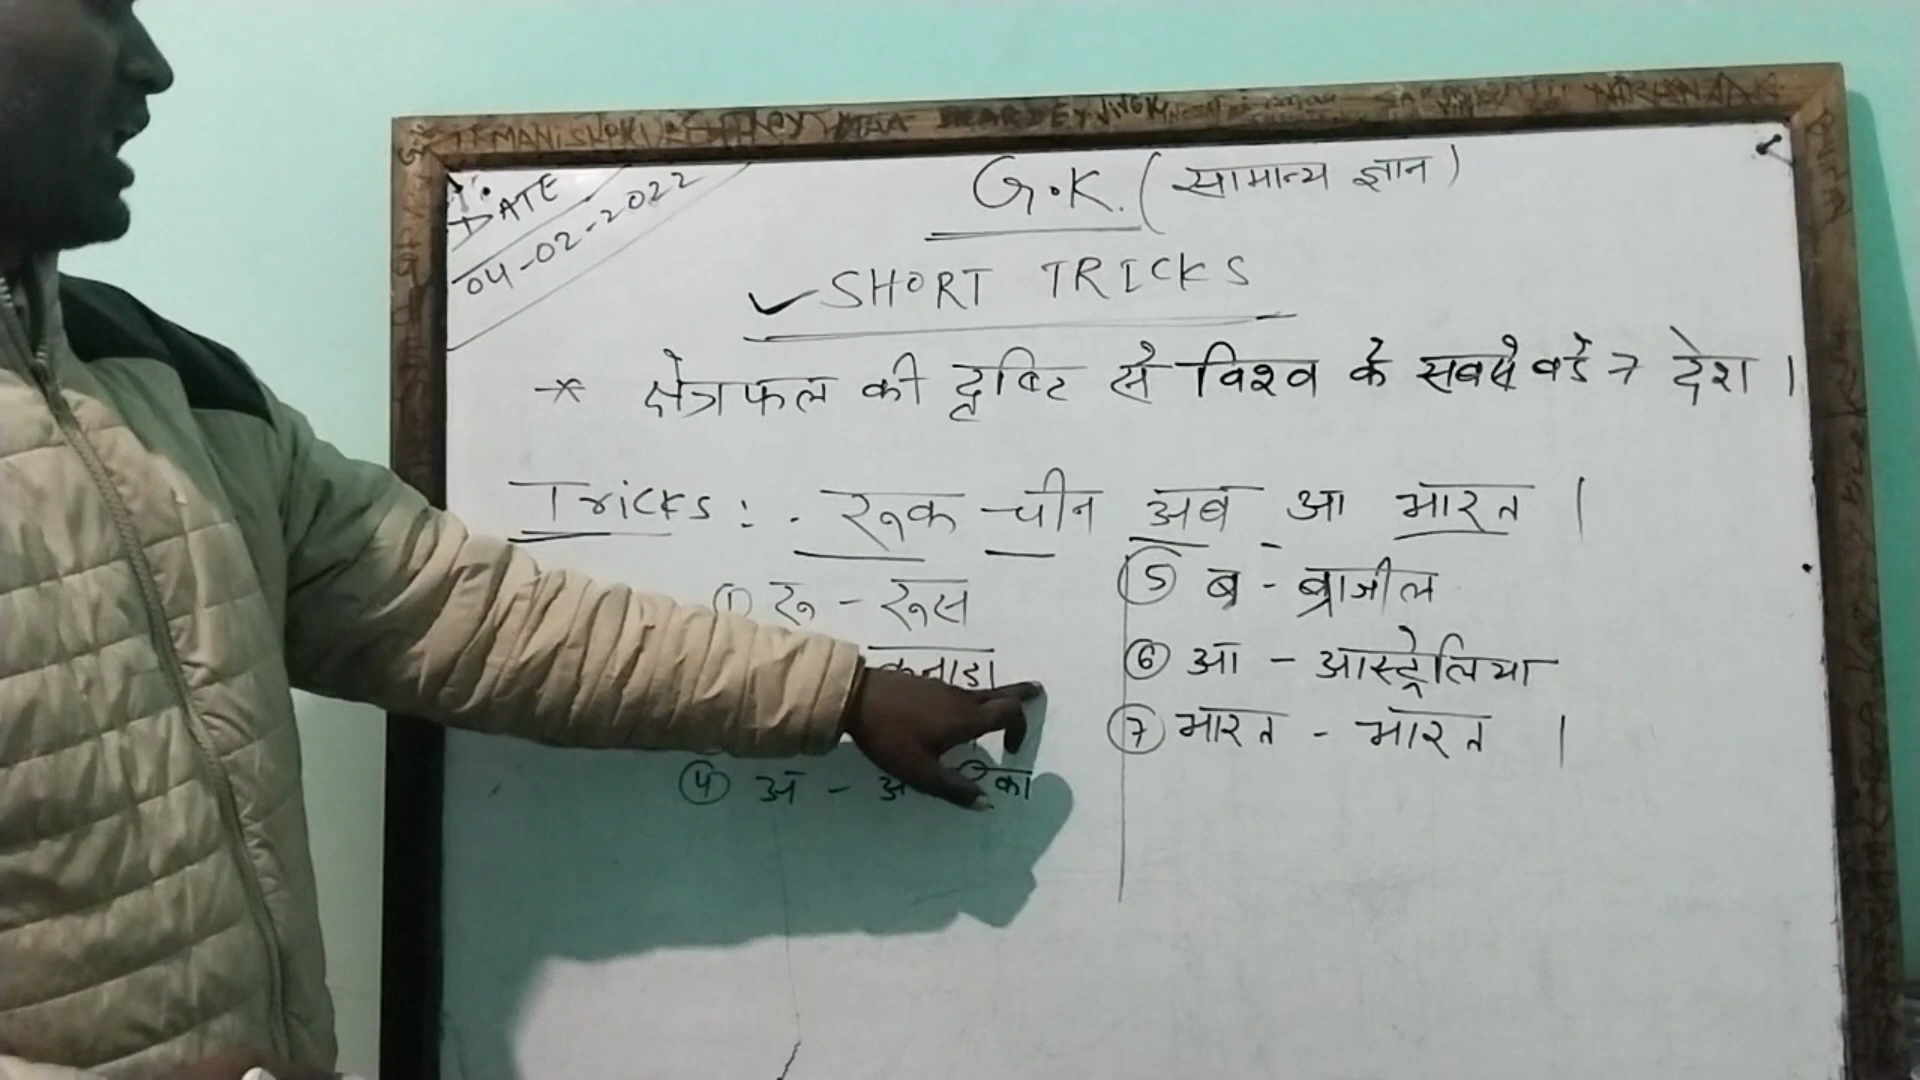 DATE
04-02-2022
G.K. (सामान्य ज्ञान)
✓ SHORT TRICKS
* क्षेत्रफल की दृष्टि से विश्व के सबसे बडे 7 देश ।
Tricks : - रूक चीन अब आ भारत ।
① रू - रूस
कनाडा
④ अ - अ का
⑤ ब्र - ब्राजील
⑥ आ - आस्ट्रेलिया
⑦ भारत - भारत ।